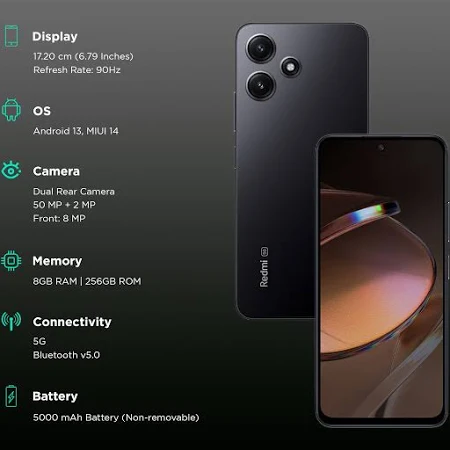 Display
17.20 cm (6.79 Inches)
Refresh Rate: 90Hz
OS
Android 13, MIUI 14
Camera
Dual Rear Camera
50 MP + 2 MP
Front: 8 MP
Memory
8GB RAM | 256GB ROM
Connectivity
5G
Bluetooth v5.0
Battery
5000 mAh Battery (Non-removable)
Redmi 5G